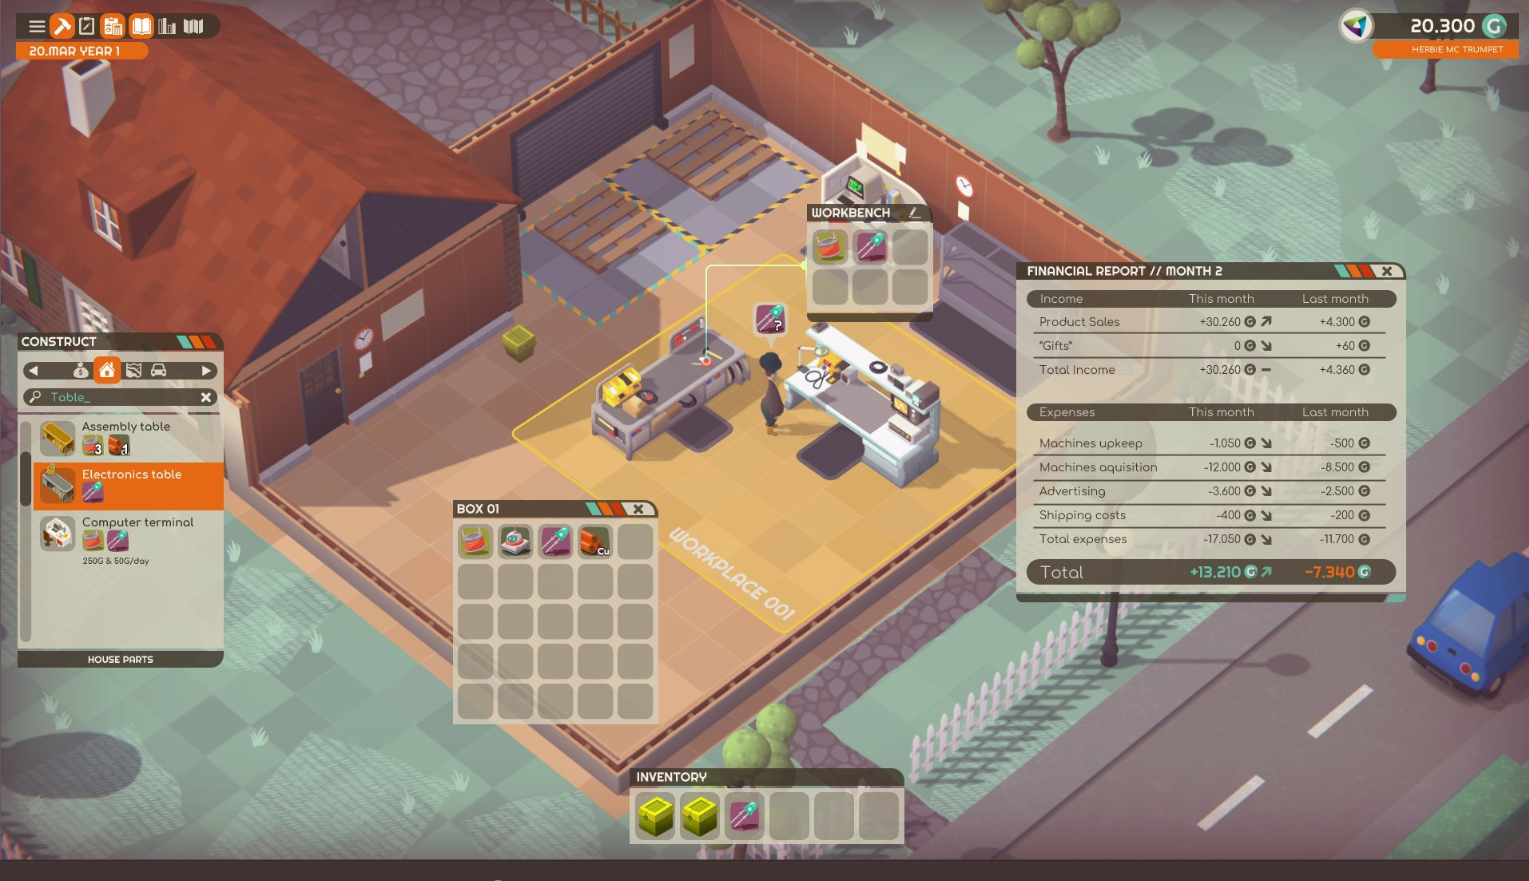 20.MAR YEAR 1
20.300 G
HERBIE MC TRUMPET
WORKBENCH
FINANCIAL REPORT // MONTH 2
Income This month Last month
Product Sales +30.260 G +4.300 G
"Gifts" 0 G +60 G
Total Income +30.260 G +4.360 G
Expenses This month Last month
Machines upkeep -1.050 G -500 G
Machines aquisition -12.000 G -8.500 G
Advertising -3.600 G -2.500 G
Shipping costs -400 G -200 G
Total expenses -17.050 G -11.700 G
Total +13.210 G -7.340 G
?
CONSTRUCT
$
Table_
Assembly table
3 1
Electronics table
Computer terminal
250G & 50G/day
HOUSE PARTS
BOX 01
Cu
WORKPLACE 001
INVENTORY